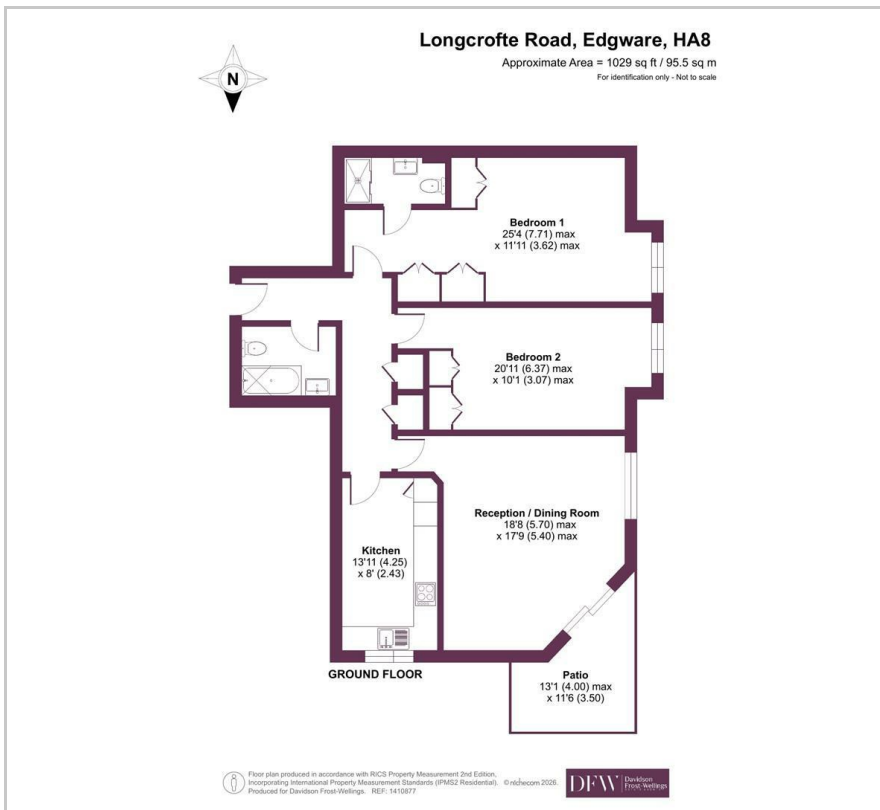 Longcrofte Road, Edgware, HA8
Approximate Area = 1029 sq ft / 95.5 sq m
For identification only - Not to scale
N
Bedroom 1
25'4 (7.71) max
x 11'11 (3.62) max
Bedroom 2
20'11 (6.37) max
x 10'1 (3.07) max
Reception / Dining Room
18'8 (5.70) max
x 17'9 (5.40) max
Kitchen
13'11 (4.25)
x 8' (2.43)
GROUND FLOOR
Patio
13'1 (4.00) max
x 11'6 (3.50)
Floor plan produced in accordance with RICS Property Measurement 2nd Edition,
Incorporating International Property Measurement Standards (IPMS2 Residential). © nichecom 2026.
Produced for Davidson Frost-Wellings. REF: 1410877
DFW
Davidson
Frost-Wellings